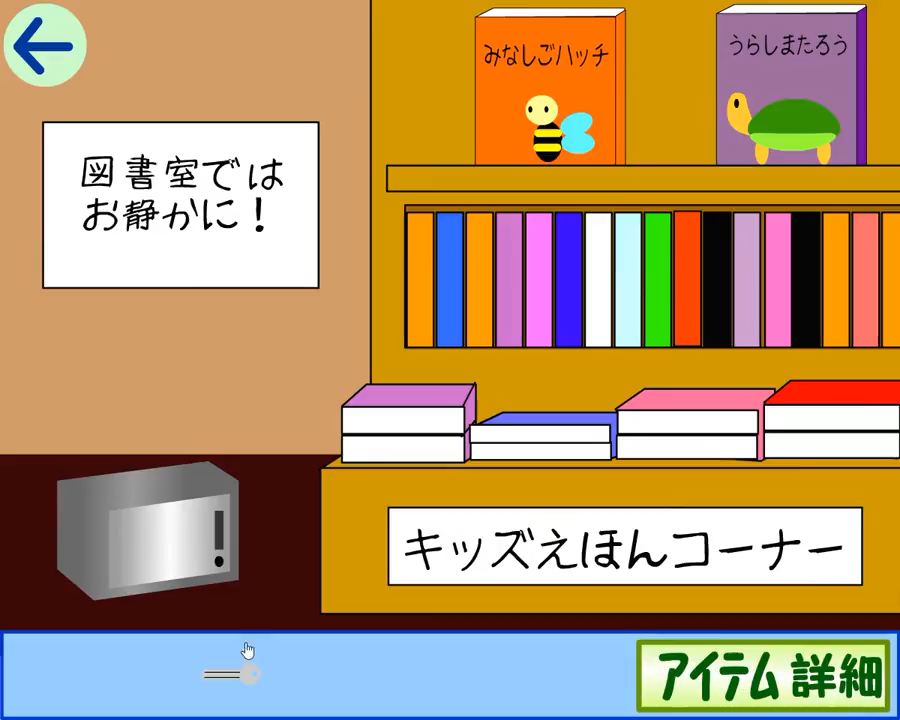 みなしごハッチ
うらしまたろう
図書室では
お静かに!
キッズえほんコーナー
アイテム詳細